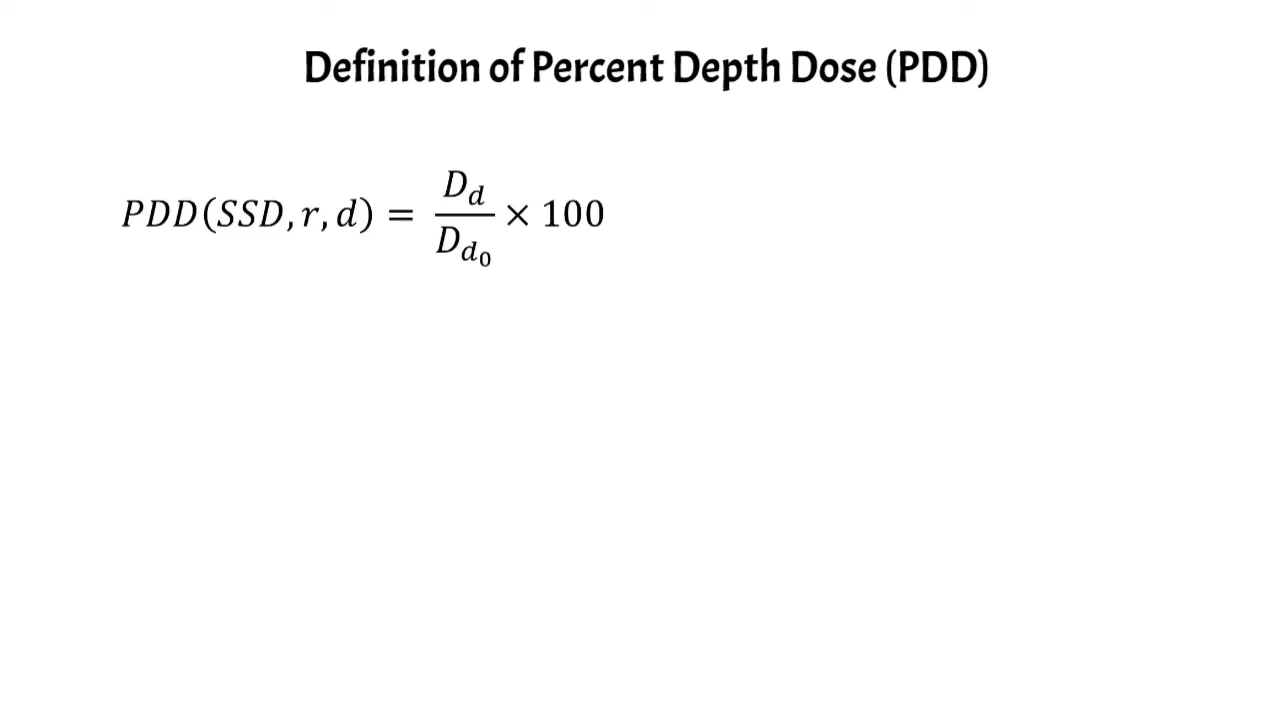 Definition of Percent Depth Dose (PDD)
PDD(SSD, r, d) = D_d / D_{d_0} × 100